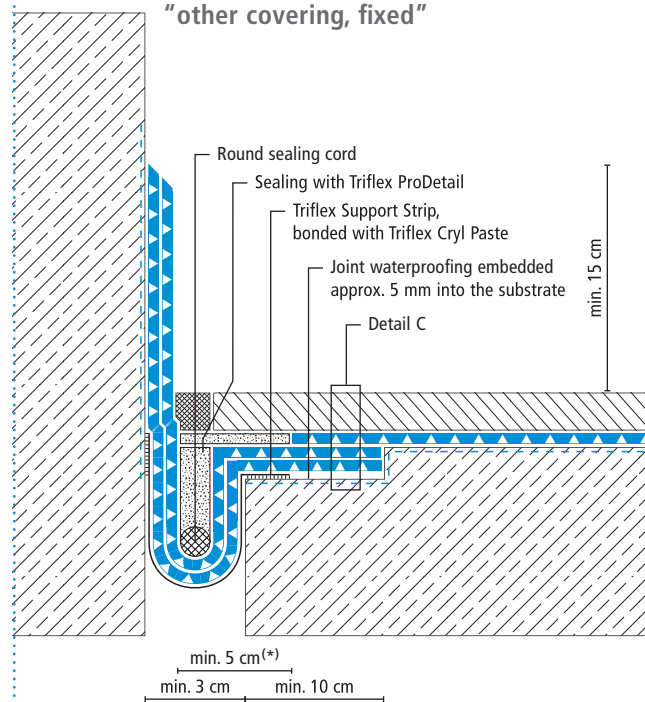 “other covering, fixed”
Round sealing cord
Sealing with Triflex ProDetail
Triflex Support Strip,
bonded with Triflex Cryl Paste
Joint waterproofing embedded
approx. 5 mm into the substrate
Detail C
min. 15 cm
min. 5 cm(*)
min. 3 cm
min. 10 cm